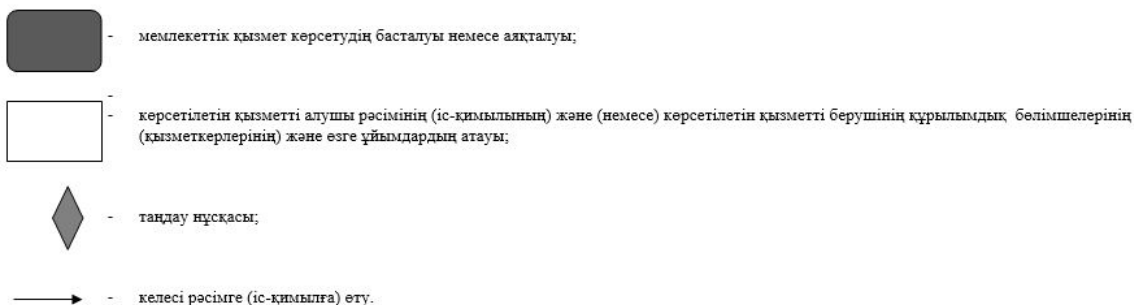 - мемлекеттік қызмет көрсетудің басталуы немесе аяқталуы;
-
- көрсетілетін қызметті алушы рәсімінің (іс-қимылының) және (немесе) көрсетілетін қызметті берушінің құрылымдық бөлімшелерінің
(қызметкерлерінің) және өзге ұйымдардың атауы;
- таңдау нұсқасы;
- келесі рәсімге (іс-қимылға) өту.